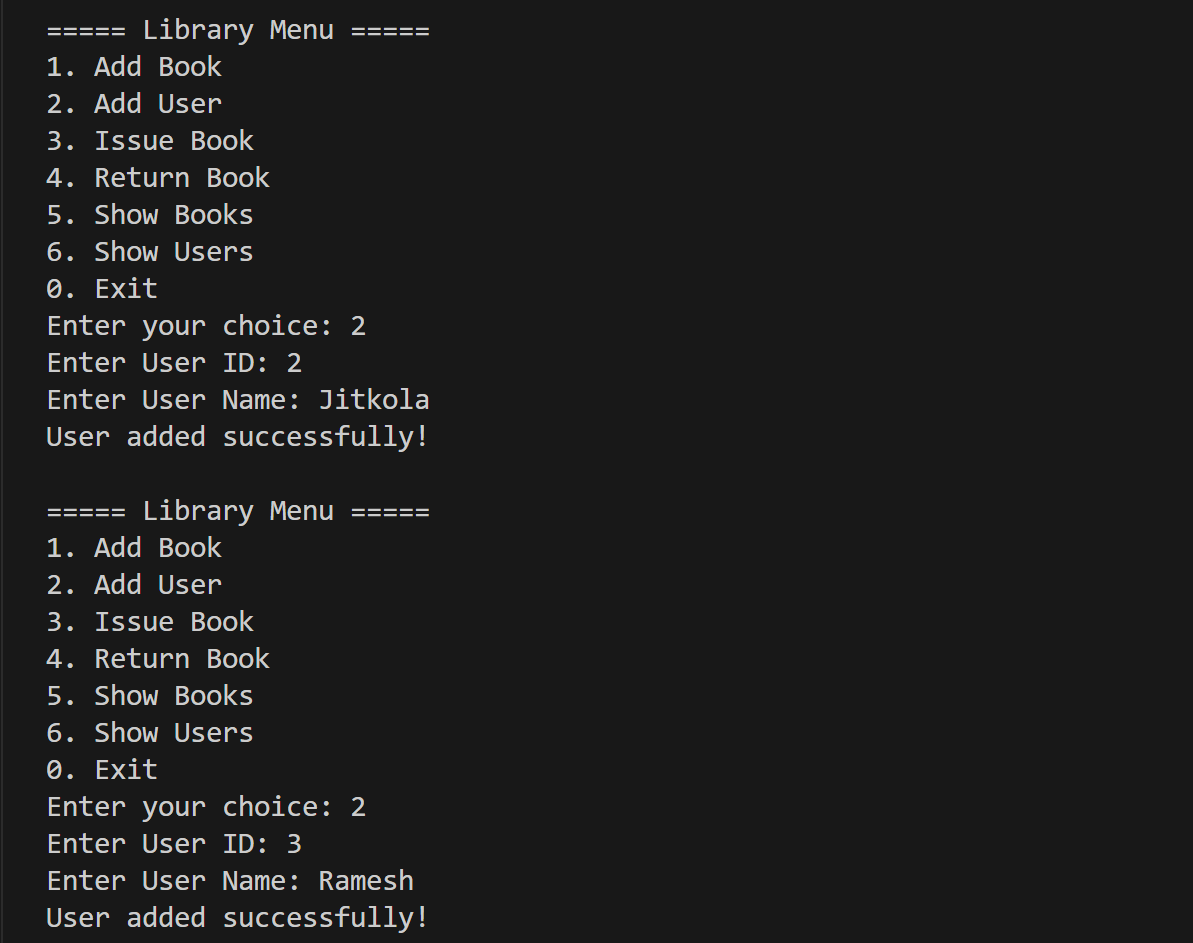 ===== Library Menu =====
1. Add Book
2. Add User
3. Issue Book
4. Return Book
5. Show Books
6. Show Users
0. Exit
Enter your choice: 2
Enter User ID: 2
Enter User Name: Jitkola
User added successfully!

===== Library Menu =====
1. Add Book
2. Add User
3. Issue Book
4. Return Book
5. Show Books
6. Show Users
0. Exit
Enter your choice: 2
Enter User ID: 3
Enter User Name: Ramesh
User added successfully!